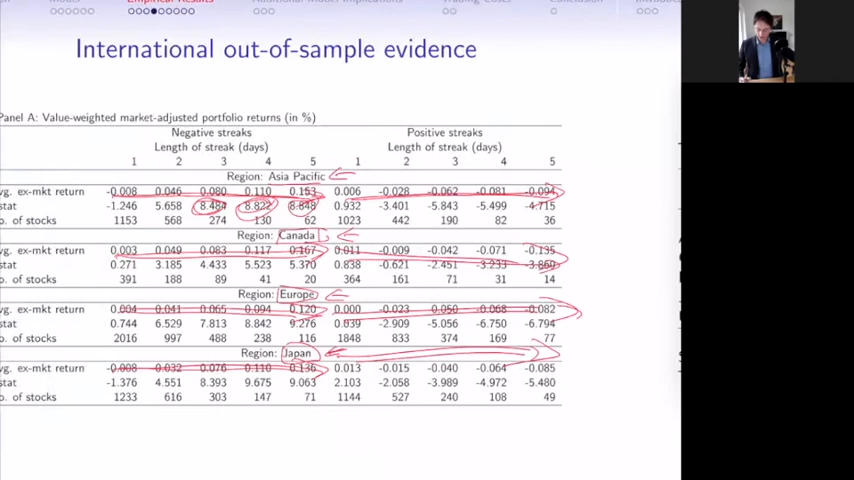 Empirical Results
Additional Model Implications
Trading Costs
Conclusion
International out-of-sample evidence
Panel A: Value-weighted market-adjusted portfolio returns (in %)
Negative streaks Positive streaks
Length of streak (days) Length of streak (days)
1 2 3 4 5 1 2 3 4 5
Region: Asia Pacific
vg. ex-mkt return -0.008 0.046 0.080 0.110 0.153 0.006 -0.028 -0.062 -0.081 -0.094
stat -1.246 5.658 8.484 8.822 8.848 0.932 -3.401 -5.843 -5.499 -4.715
o. of stocks 1153 568 274 130 62 1023 442 190 82 36
Region: Canada
vg. ex-mkt return 0.003 0.049 0.083 0.117 0.167 0.011 -0.009 -0.042 -0.071 -0.135
stat 0.271 3.185 4.433 5.523 5.370 0.838 -0.621 -2.451 -3.233 -3.869
o. of stocks 391 188 89 41 20 364 161 71 31 14
Region: Europe
vg. ex-mkt return 0.004 0.041 0.065 0.094 0.120 0.000 -0.023 -0.050 -0.068 -0.082
stat 0.744 6.529 7.813 8.842 9.276 0.039 -2.909 -5.056 -6.750 -6.794
o. of stocks 2016 997 488 238 116 1848 833 374 169 77
Region: Japan
vg. ex-mkt return -0.008 0.032 0.076 0.110 0.136 0.013 -0.015 -0.040 -0.064 -0.085
stat -1.376 4.551 8.393 9.675 9.063 2.103 -2.058 -3.989 -4.972 -5.480
o. of stocks 1233 616 303 147 71 1144 527 240 108 49